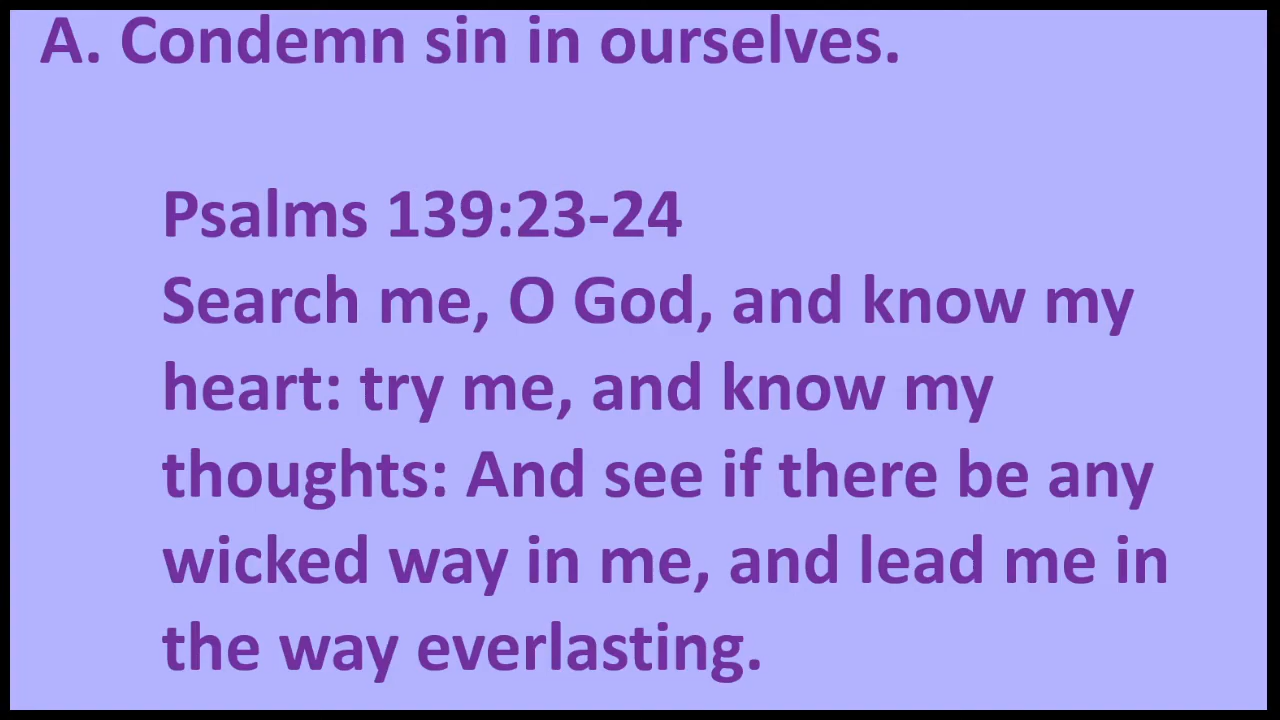 A. Condemn sin in ourselves.
Psalms 139:23-24
Search me, O God, and know my
heart: try me, and know my
thoughts: And see if there be any
wicked way in me, and lead me in
the way everlasting.